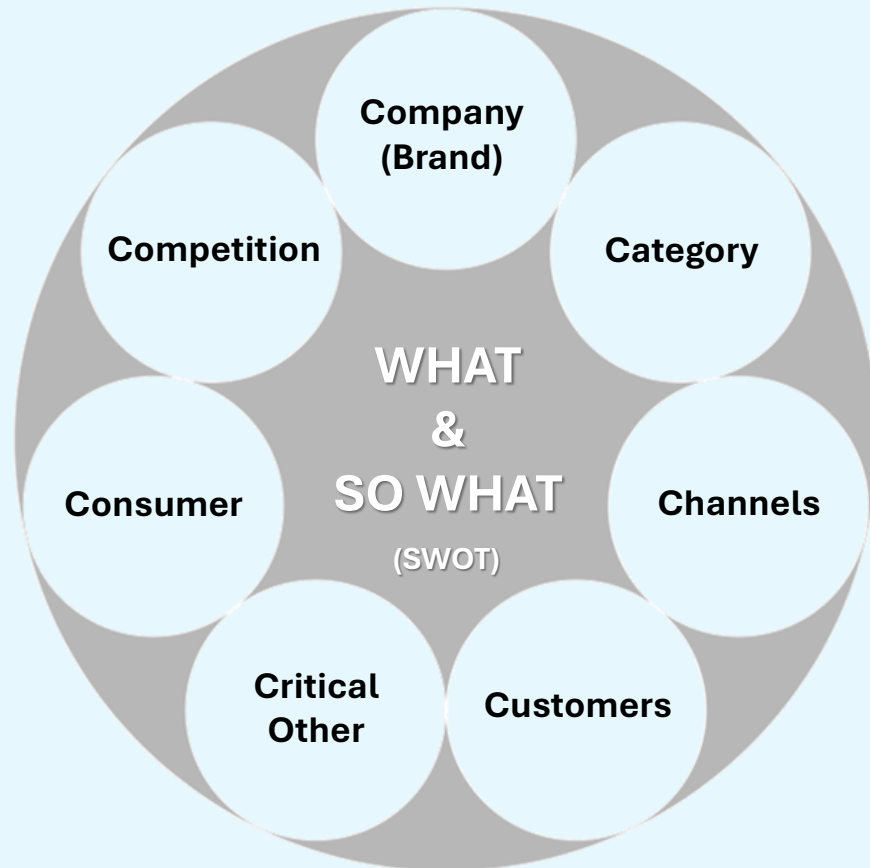 Company
(Brand)
Competition
Category
WHAT
&
SO WHAT
(SWOT)
Consumer
Channels
Critical
Other
Customers